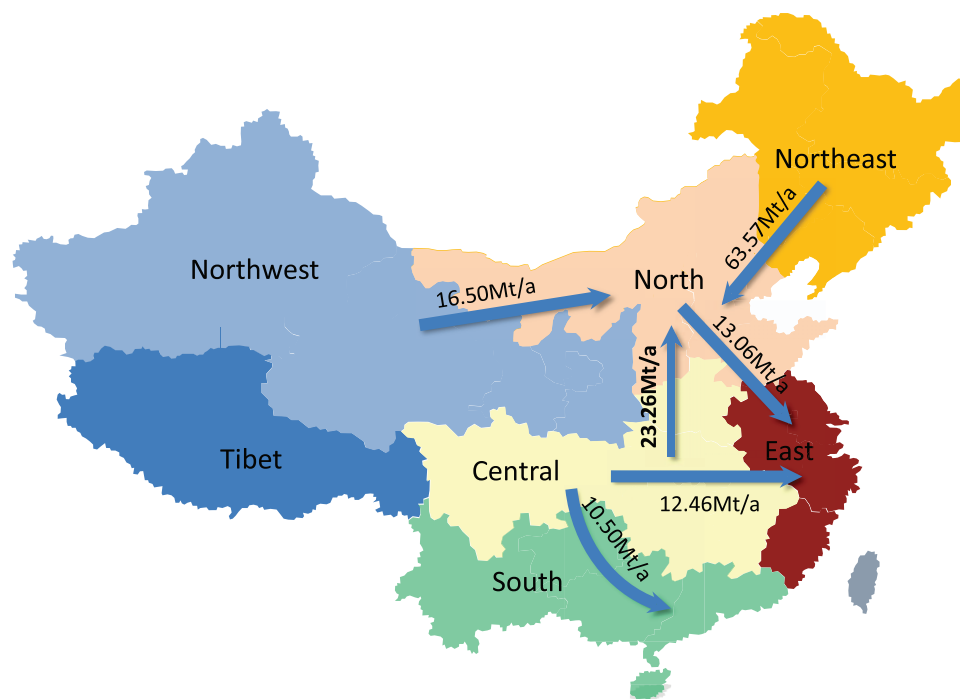 Northeast
63.57Mt/a
Northwest
North
16.50Mt/a
13.06Mt/a
23.26Mt/a
Tibet
Central
East
12.46Mt/a
10.50Mt/a
South